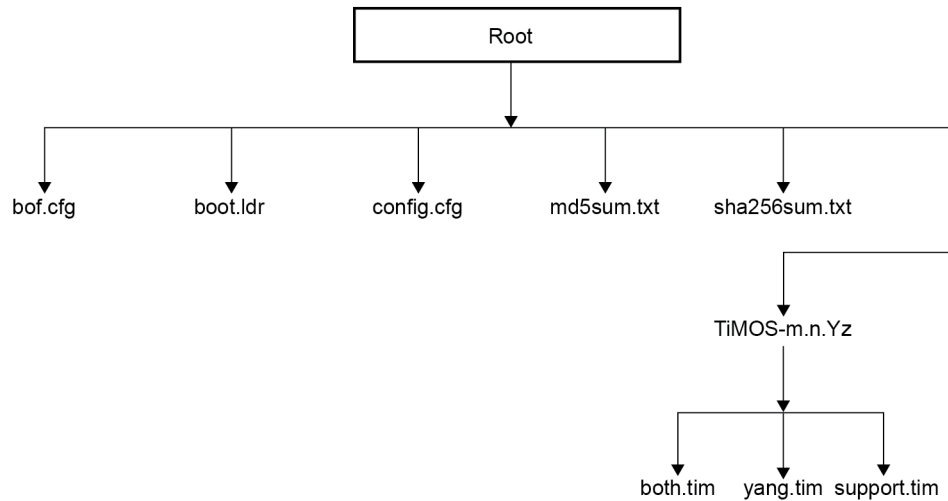 Root
bof.cfg boot.ldr config.cfg md5sum.txt sha256sum.txt
TiMOS-m.n.Yz
both.tim yang.tim support.tim